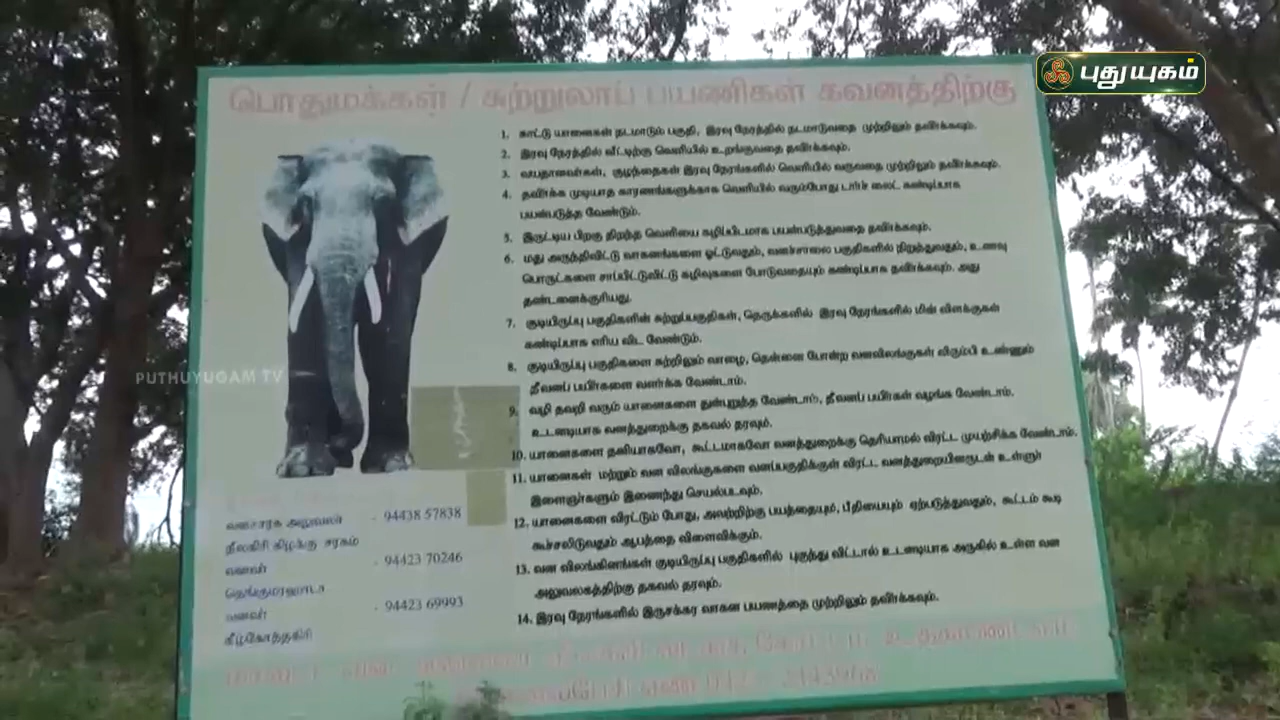 புதுயுகம்
பொதுமக்கள் / சுற்றுலாப் பயணிகள் கவனத்திற்கு
1. காட்டு யானைகள் நடமாடும் பகுதி, இரவு நேரத்தில் நடமாடுவதை முற்றிலும் தவிர்க்கவும்.
2. இரவு நேரத்தில் வீட்டிற்கு வெளியில் உறங்குவதை தவிர்க்கவும்.
3. வயதானவர்கள், குழந்தைகள் இரவு நேரங்களில் வெளியில் வருவதை முற்றிலும் தவிர்க்கவும்.
4. தவிர்க்க முடியாத காரணங்களுக்காக வெளியில் வரும்போது டார்ச் லைட் கண்டிப்பாக
பயன்படுத்த வேண்டும்.
5. இருட்டிய பிறகு திறந்த வெளியை கழிப்பிடமாக பயன்படுத்துவதை தவிர்க்கவும்.
6. மது அருந்திவிட்டு வாகனங்களை ஓட்டுவதும், வனச்சாலை பகுதிகளில் நிறுத்துவதும், உணவு
பொருட்களை சாப்பிட்டுவிட்டு கழிவுகளை போடுவதையும் கண்டிப்பாக தவிர்க்கவும். அது
தண்டனைக்குரியது.
7. குடியிருப்பு பகுதிகளின் சுற்றுப்பகுதிகள், தெருக்களில் இரவு நேரங்களில் மின் விளக்குகள்
கண்டிப்பாக எரிய விட வேண்டும்.
8. குடியிருப்பு பகுதிகளை சுற்றிலும் வாழை, தென்னை போன்ற வனவிலங்குகள் விரும்பி உண்ணும்
தீவனப் பயிர்களை வளர்க்க வேண்டாம்.
9. வழி தவறி வரும் யானைகளை துன்புறுத்த வேண்டாம், தீவனப் பயிர்கள் வழங்க வேண்டாம்.
உடனடியாக வனத்துறைக்கு தகவல் தரவும்.
10. யானைகளை தனியாகவோ, கூட்டமாகவோ வனத்துறைக்கு தெரியாமல் விரட்ட முயற்சிக்க வேண்டாம்.
11. யானைகள் மற்றும் வன விலங்குகளை வனப்பகுதிக்குள் விரட்ட வனத்துறையினருடன் உள்ளூர்
இளைஞர்களும் இணைந்து செயல்படவும்.
12. யானைகளை விரட்டும் போது, அவற்றிற்கு பயத்தையும், பீதியையும் ஏற்படுத்துவதும், கூட்டம் கூடி
கூச்சலிடுவதும் ஆபத்தை விளைவிக்கும்.
13. வன விலங்கினங்கள் குடியிருப்பு பகுதிகளில் புகுந்து விட்டால் உடனடியாக அருகில் உள்ள வன
அலுவலகத்திற்கு தகவல் தரவும்.
14. இரவு நேரங்களில் இருசக்கர வாகன பயணத்தை முற்றிலும் தவிர்க்கவும்.
PUTHUYUGAM TV
வனச்சரக அலுவலர் - 94438 57838
நீலகிரி கிழக்கு சரகம்
வனவர் - 94423 70246
தெங்குமரஹாடா
வனவர் - 94423 69993
கீழ்கோத்தகிரி